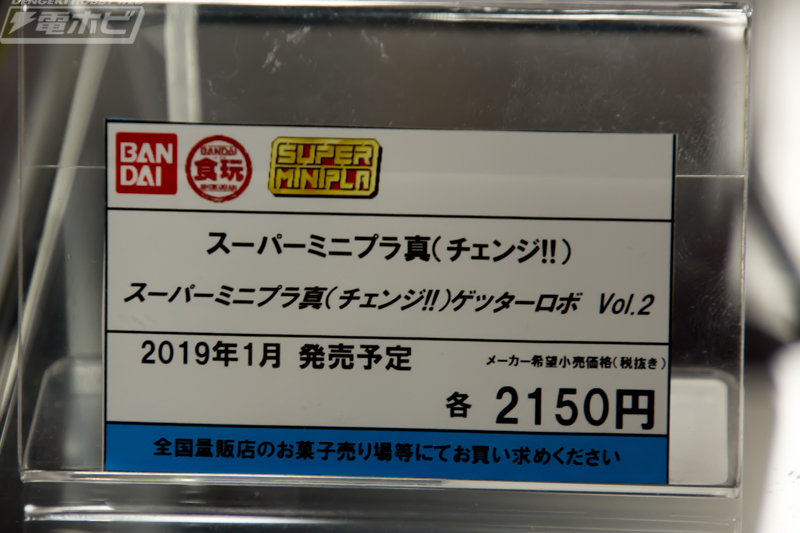 電ホビ
BAN
DAI
BANDAI
食玩
SUPER
MINIPLA
スーパーミニプラ真(チェンジ!!)
スーパーミニプラ真(チェンジ!!)ゲッターロボ Vol.2
2019年1月 発売予定
メーカー希望小売価格(税抜き)
各 2150円
全国量販店のお菓子売り場等にてお買い求めください